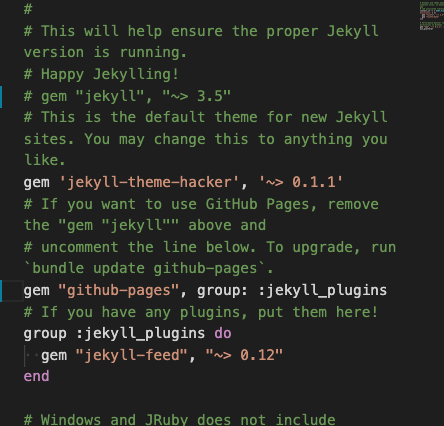 #
# This will help ensure the proper Jekyll
version is running.
# Happy Jekylling!
# gem "jekyll", "~> 3.5"
# This is the default theme for new Jekyll
sites. You may change this to anything you
like.
gem 'jekyll-theme-hacker', '~> 0.1.1'
# If you want to use GitHub Pages, remove
the "gem "jekyll"" above and
# uncomment the line below. To upgrade, run
`bundle update github-pages`.
gem "github-pages", group: :jekyll_plugins
# If you have any plugins, put them here!
group :jekyll_plugins do
  gem "jekyll-feed", "~> 0.12"
end
# Windows and JRuby does not include